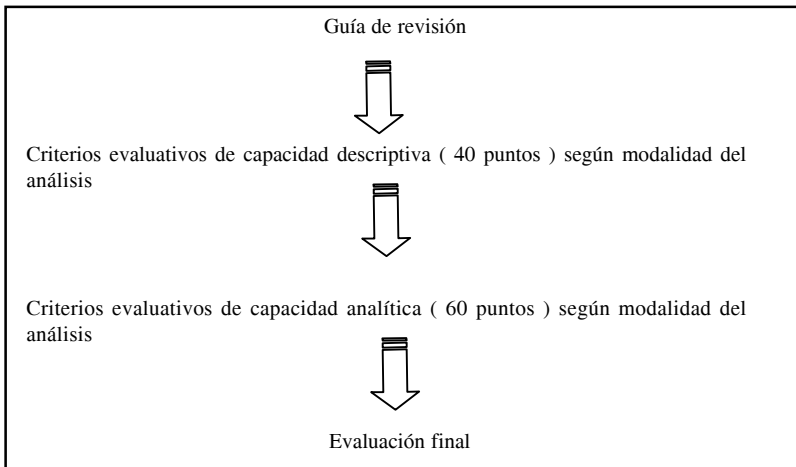 Guía de revisión
Criterios evaluativos de capacidad descriptiva ( 40 puntos ) según modalidad del
análisis
Criterios evaluativos de capacidad analítica ( 60 puntos ) según modalidad del
análisis
Evaluación final